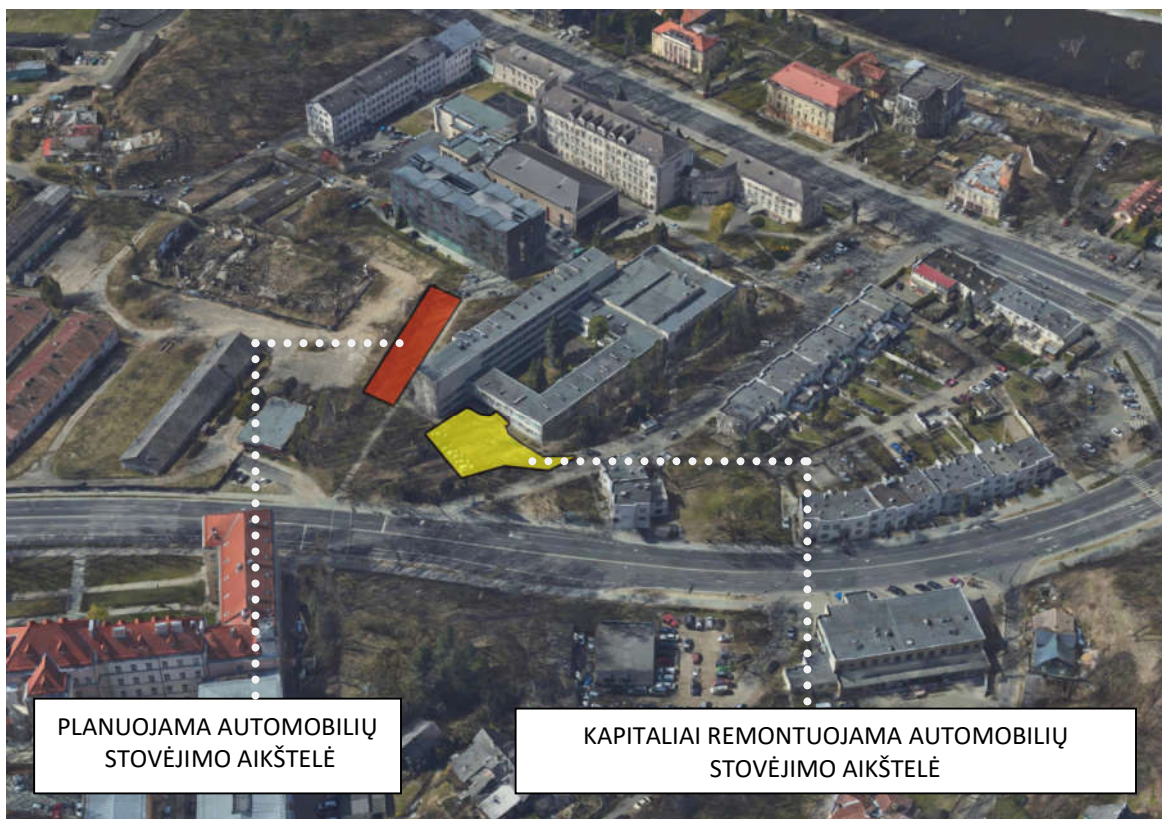 PLANUOJAMA AUTOMOBILIŲ
STOVĖJIMO AIKŠTELĖ
KAPITALIAI REMONTUOJAMA AUTOMOBILIŲ
STOVĖJIMO AIKŠTELĖ